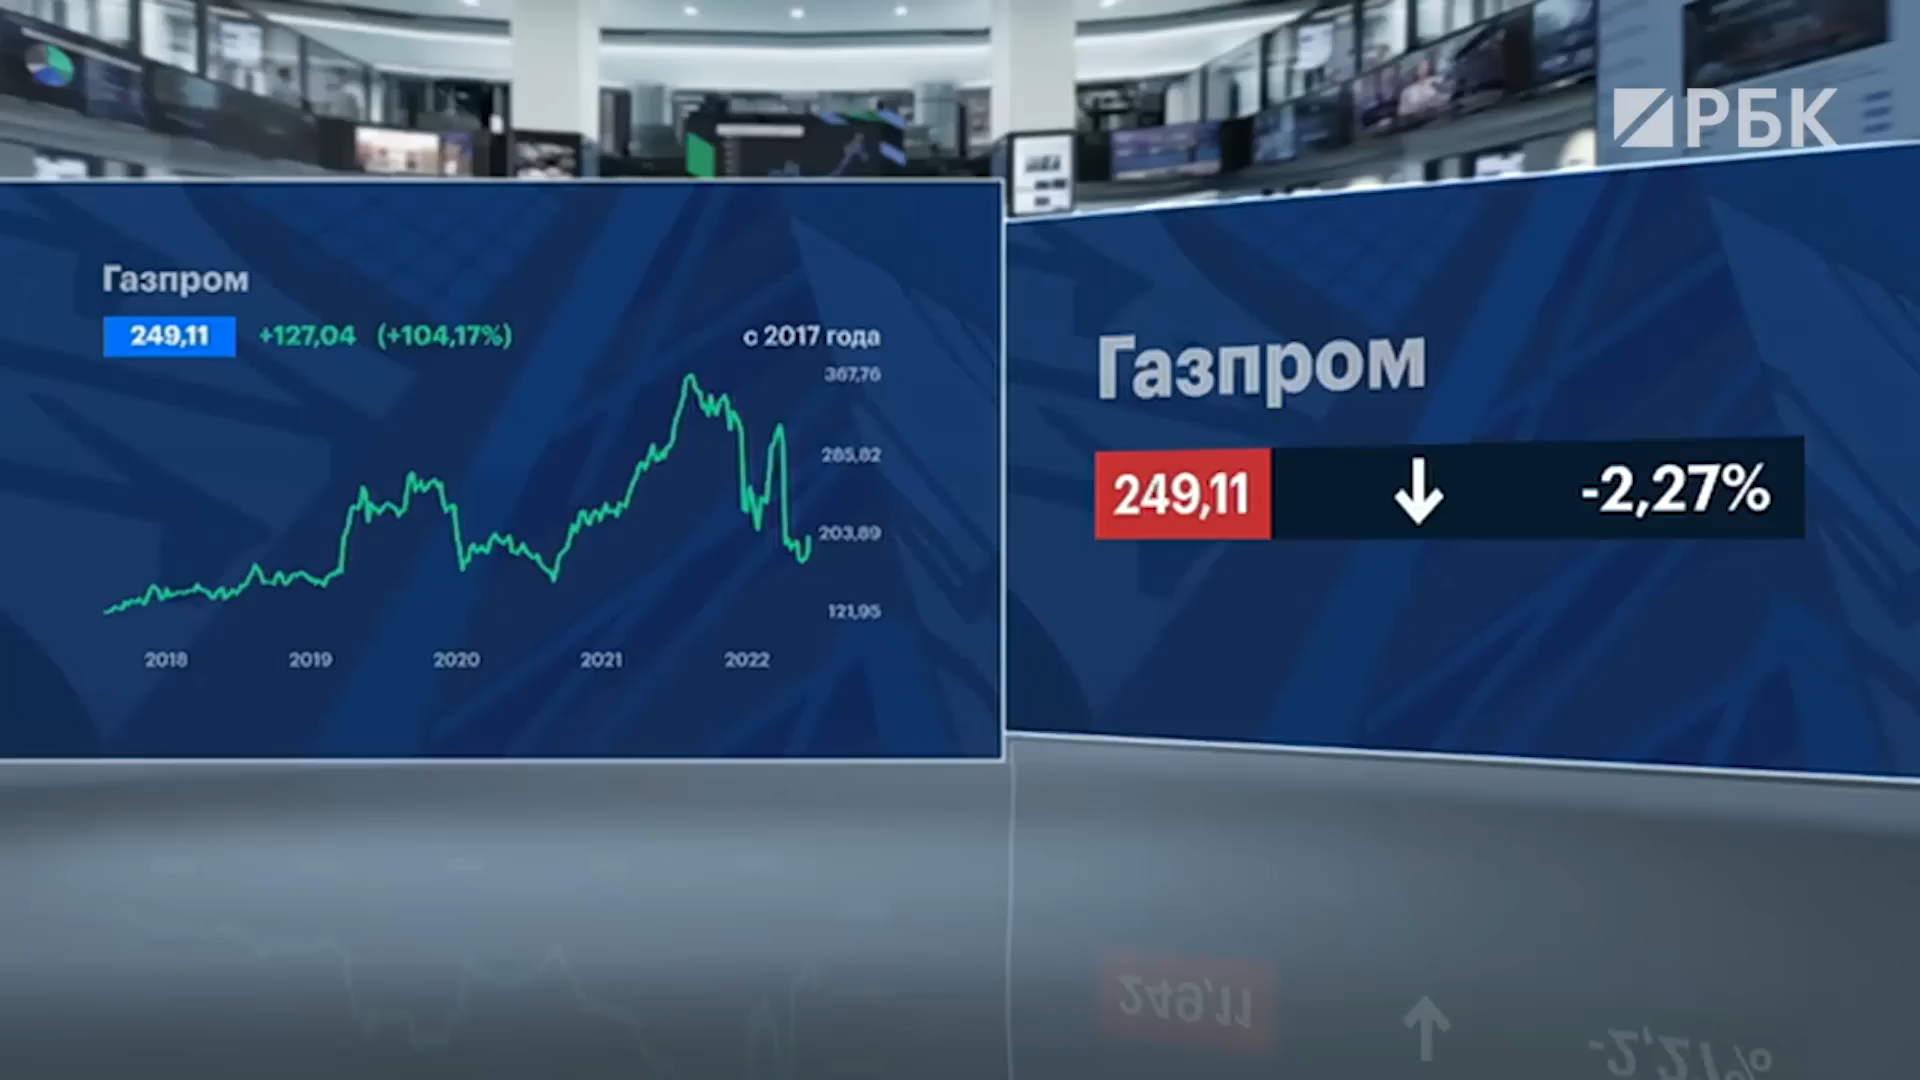 РБК
Газпром
249,11 +127,04 (+104,17%) с 2017 года
367,76
285,82
203,89
121,95
2018 2019 2020 2021 2022
Газпром
249,11 -2,27%